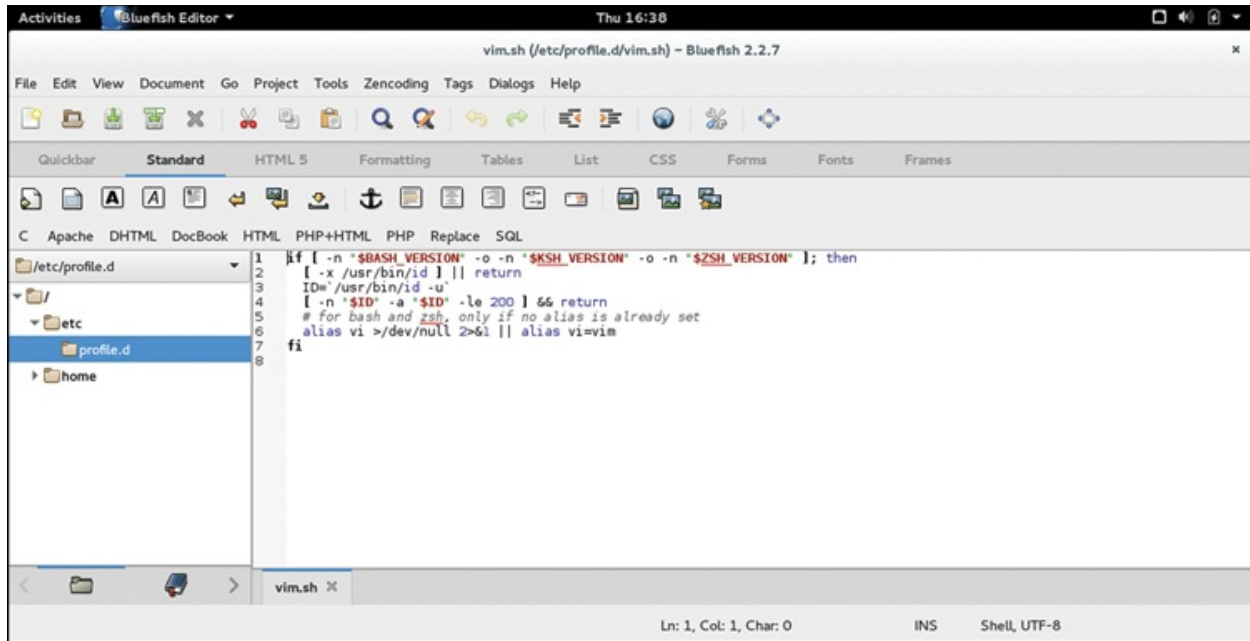 Activities Bluefish Editor Thu 16:38
vim.sh (/etc/profile.d/vim.sh) – Bluefish 2.2.7
File Edit View Document Go Project Tools Zencoding Tags Dialogs Help
Quickbar Standard HTML 5 Formatting Tables List CSS Forms Fonts Frames
C Apache DHTML DocBook HTML PHP+HTML PHP Replace SQL
/etc/profile.d
/
etc
profile.d
home
1 if [ -n "$BASH_VERSION" -o -n "$KSH_VERSION" -o -n "$ZSH_VERSION" ]; then
2 [ -x /usr/bin/id ] || return
3 ID=`/usr/bin/id -u`
4 [ -n "$ID" -a "$ID" -le 200 ] && return
5 # for bash and zsh, only if no alias is already set
6 alias vi >/dev/null 2>&1 || alias vi=vim
7 fi
8
vim.sh
Ln: 1, Col: 1, Char: 0 INS Shell, UTF-8